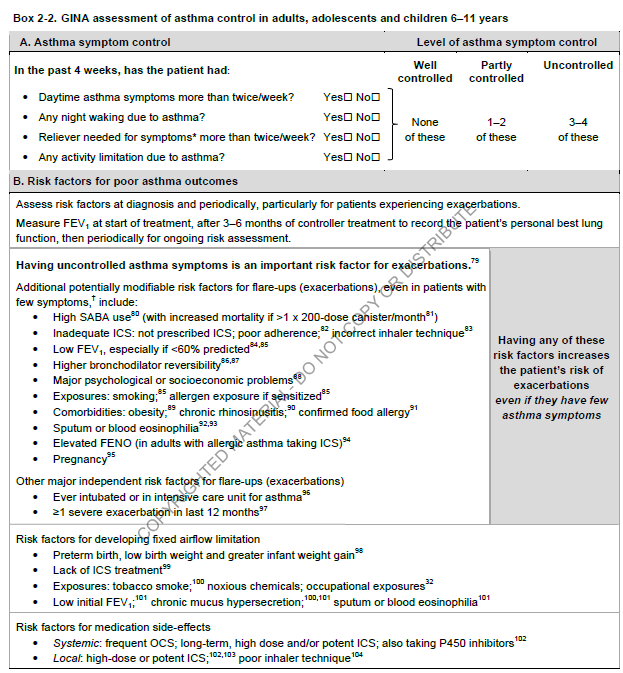 Box 2-2. GINA assessment of asthma control in adults, adolescents and children 6–11 years
A. Asthma symptom control Level of asthma symptom control
In the past 4 weeks, has the patient had: Well controlled Partly controlled Uncontrolled
• Daytime asthma symptoms more than twice/week? Yes☐ No☐
• Any night waking due to asthma? Yes☐ No☐
• Reliever needed for symptoms* more than twice/week? Yes☐ No☐
• Any activity limitation due to asthma? Yes☐ No☐
None of these 1–2 of these 3–4 of these
B. Risk factors for poor asthma outcomes
Assess risk factors at diagnosis and periodically, particularly for patients experiencing exacerbations.
Measure FEV₁ at start of treatment, after 3–6 months of controller treatment to record the patient's personal best lung
function, then periodically for ongoing risk assessment.
Having uncontrolled asthma symptoms is an important risk factor for exacerbations.⁷⁹
Additional potentially modifiable risk factors for flare-ups (exacerbations), even in patients with
few symptoms,† include:
• High SABA use⁸⁰ (with increased mortality if >1 x 200-dose canister/month⁸¹)
• Inadequate ICS: not prescribed ICS; poor adherence;⁸² incorrect inhaler technique⁸³
• Low FEV₁, especially if <60% predicted⁸⁴,⁸⁵
• Higher bronchodilator reversibility⁸⁶,⁸⁷
• Major psychological or socioeconomic problems⁸⁸
• Exposures: smoking;⁸⁵ allergen exposure if sensitized⁸⁵
• Comorbidities: obesity;⁸⁹ chronic rhinosinusitis;⁹⁰ confirmed food allergy⁹¹
• Sputum or blood eosinophilia⁹²,⁹³
• Elevated FENO (in adults with allergic asthma taking ICS)⁹⁴
• Pregnancy⁹⁵
Other major independent risk factors for flare-ups (exacerbations)
• Ever intubated or in intensive care unit for asthma⁹⁶
• ≥1 severe exacerbation in last 12 months⁹⁷
Having any of these
risk factors increases
the patient's risk of
exacerbations
even if they have few
asthma symptoms
Risk factors for developing fixed airflow limitation
• Preterm birth, low birth weight and greater infant weight gain⁹⁸
• Lack of ICS treatment⁹⁹
• Exposures: tobacco smoke;¹⁰⁰ noxious chemicals; occupational exposures³²
• Low initial FEV₁;¹⁰¹ chronic mucus hypersecretion;¹⁰⁰,¹⁰¹ sputum or blood eosinophilia¹⁰¹
Risk factors for medication side-effects
• Systemic: frequent OCS; long-term, high dose and/or potent ICS; also taking P450 inhibitors¹⁰²
• Local: high-dose or potent ICS;¹⁰²,¹⁰³ poor inhaler technique¹⁰⁴
COPYRIGHTED MATERIAL - DO NOT COPY OR DISTRIBUTE